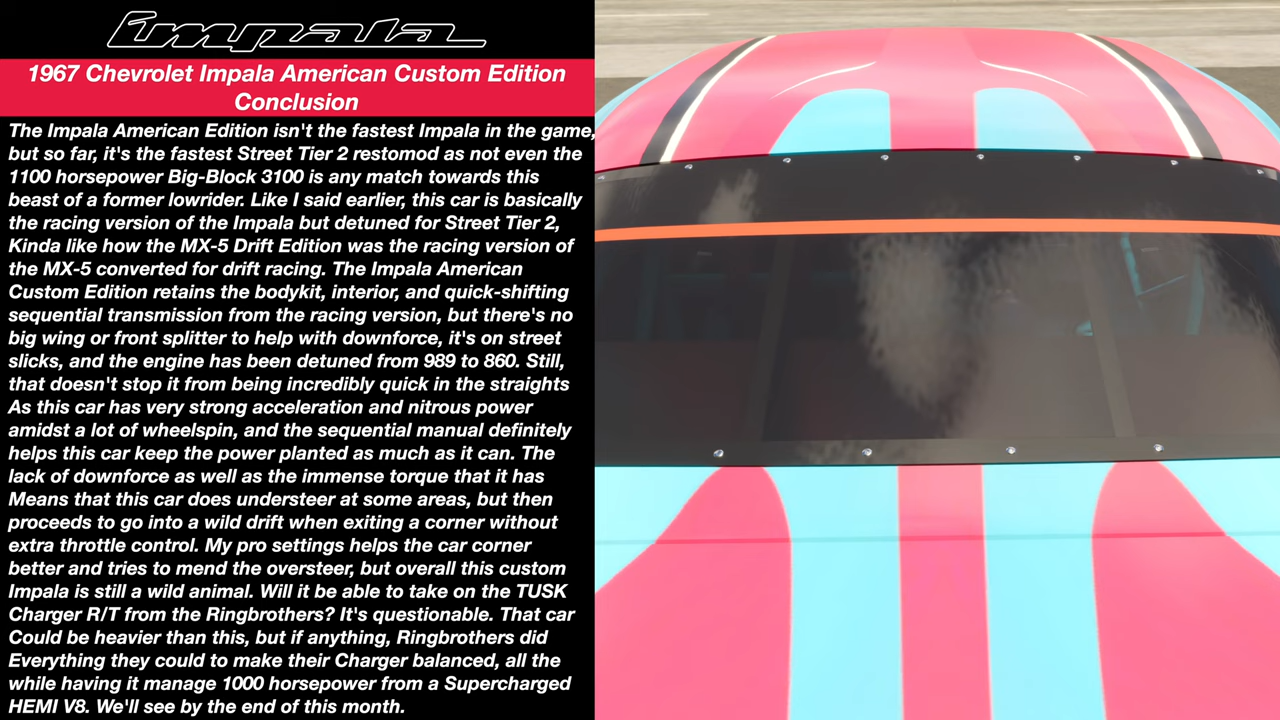 Impala
1967 Chevrolet Impala American Custom Edition
Conclusion
The Impala American Edition isn't the fastest Impala in the game,
but so far, it's the fastest Street Tier 2 restomod as not even the
1100 horsepower Big-Block 3100 is any match towards this
beast of a former lowrider. Like I said earlier, this car is basically
the racing version of the Impala but detuned for Street Tier 2,
Kinda like how the MX-5 Drift Edition was the racing version of
the MX-5 converted for drift racing. The Impala American
Custom Edition retains the bodykit, interior, and quick-shifting
sequential transmission from the racing version, but there's no
big wing or front splitter to help with downforce, it's on street
slicks, and the engine has been detuned from 989 to 860. Still,
that doesn't stop it from being incredibly quick in the straights
As this car has very strong acceleration and nitrous power
amidst a lot of wheelspin, and the sequential manual definitely
helps this car keep the power planted as much as it can. The
lack of downforce as well as the immense torque that it has
Means that this car does understeer at some areas, but then
proceeds to go into a wild drift when exiting a corner without
extra throttle control. My pro settings helps the car corner
better and tries to mend the oversteer, but overall this custom
Impala is still a wild animal. Will it be able to take on the TUSK
Charger R/T from the Ringbrothers? It's questionable. That car
Could be heavier than this, but if anything, Ringbrothers did
Everything they could to make their Charger balanced, all the
while having it manage 1000 horsepower from a Supercharged
HEMI V8. We'll see by the end of this month.